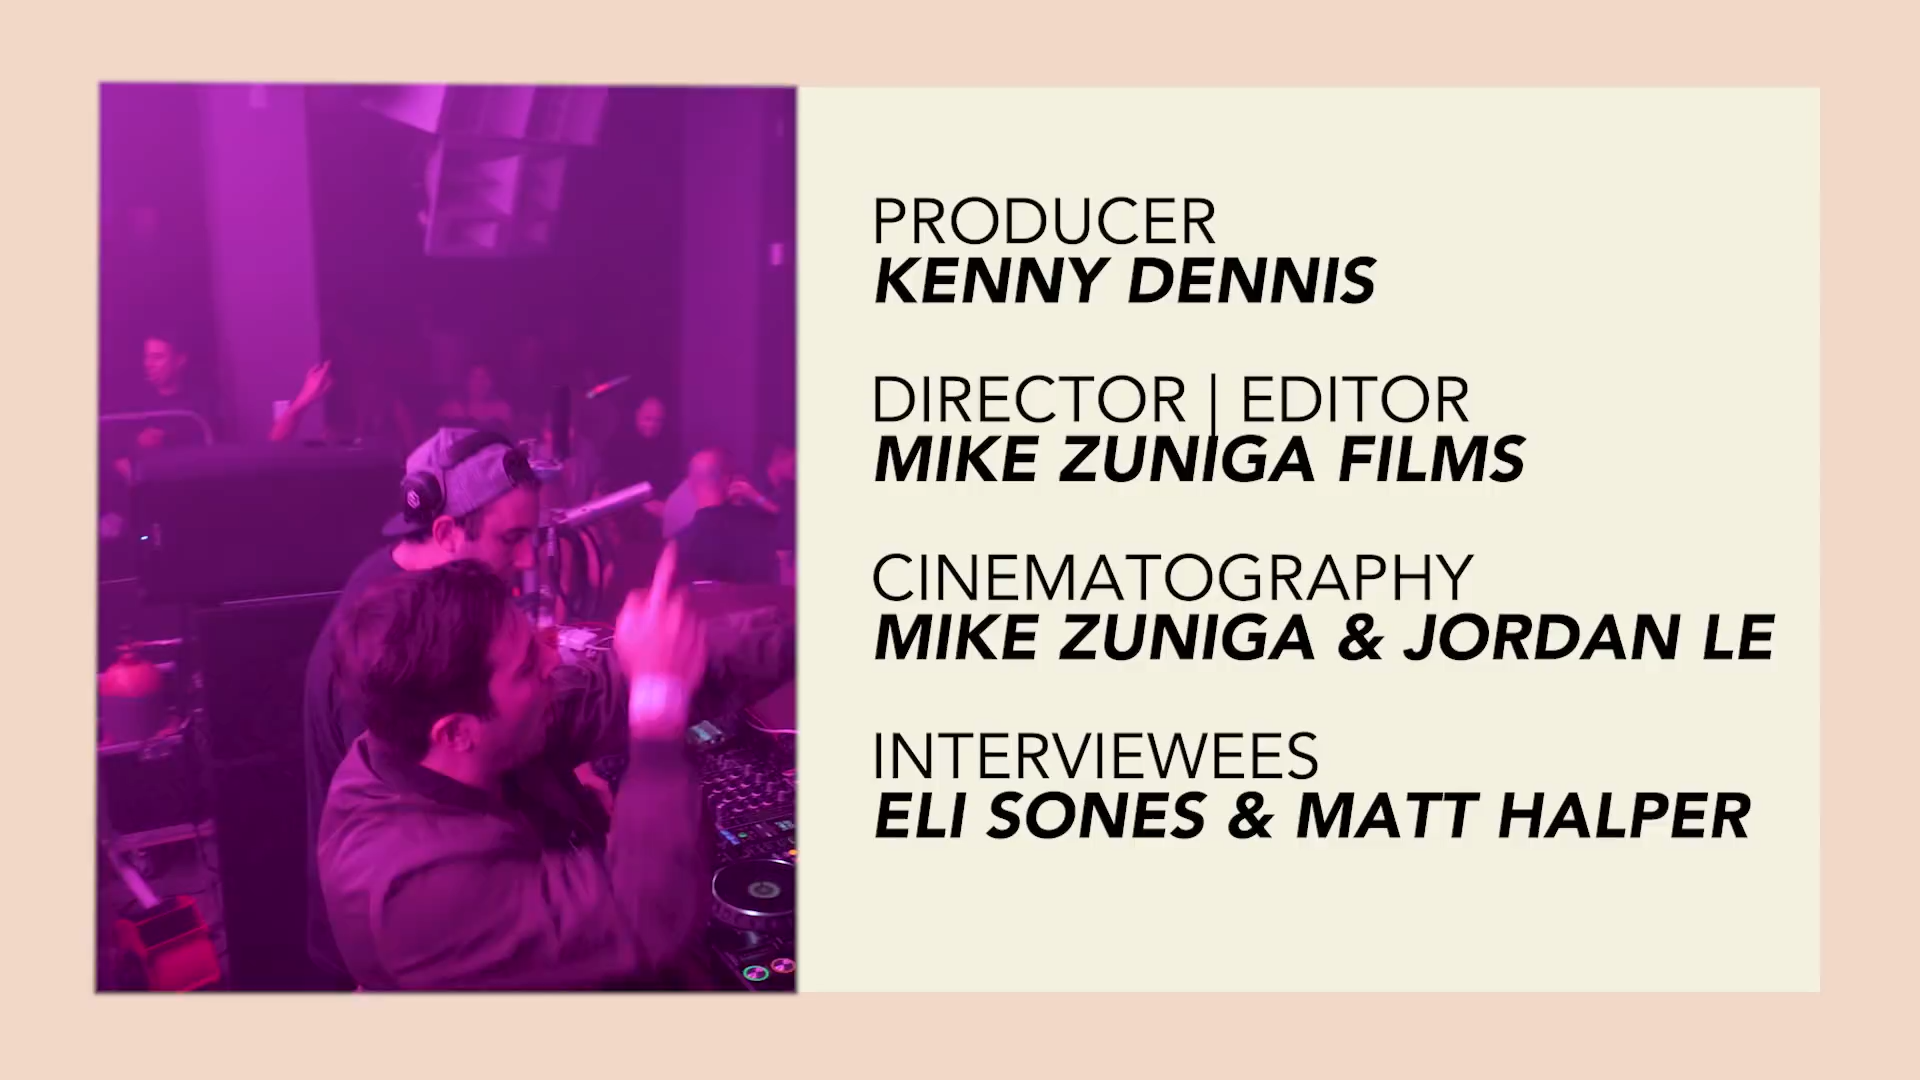 PRODUCER
KENNY DENNIS
DIRECTOR | EDITOR
MIKE ZUNIGA FILMS
CINEMATOGRAPHY
MIKE ZUNIGA & JORDAN LE
INTERVIEWEES
ELI SONES & MATT HALPER